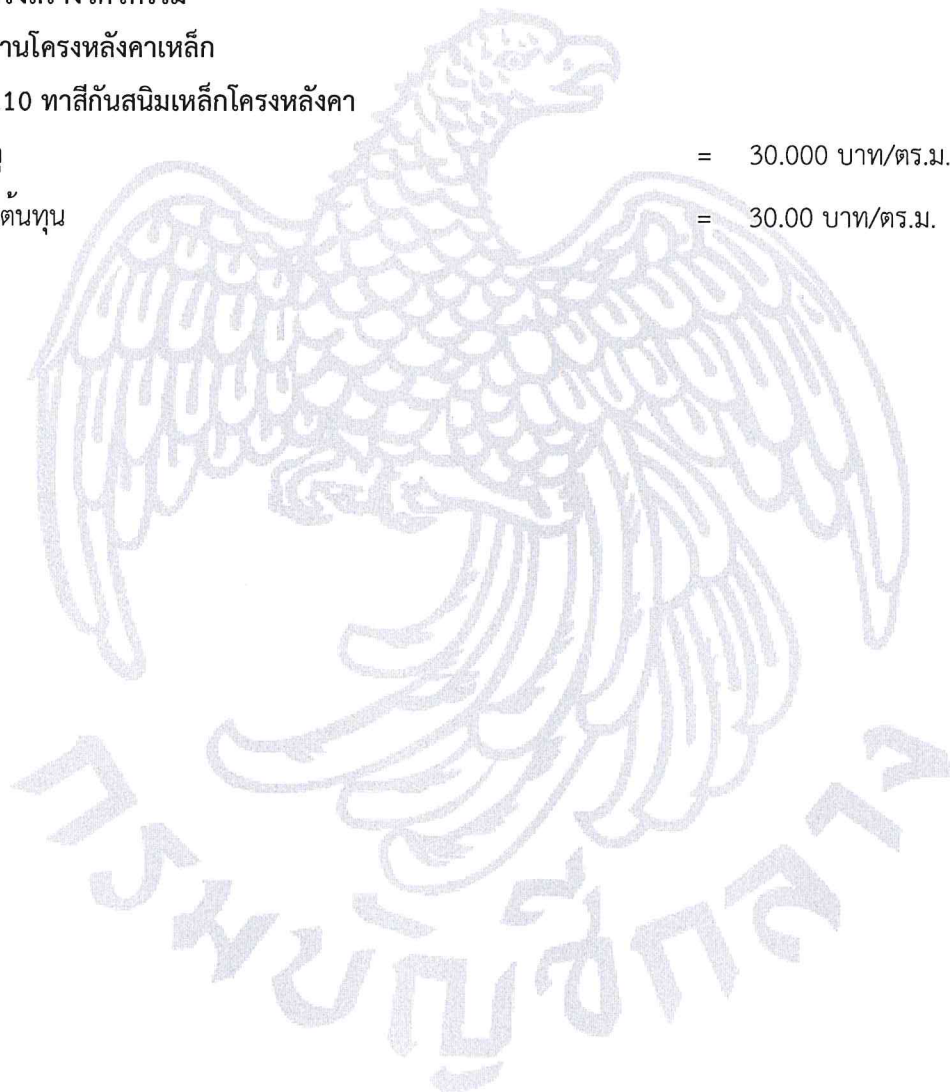 านโครงหลังคาเหล็ก
.10 ทาสีกันสนิมเหล็กโครงหลังคา
= 30.000 บาท/ตร.ม.
ต้นทุน = 30.00 บาท/ตร.ม.
กรมบัญชีกลาง